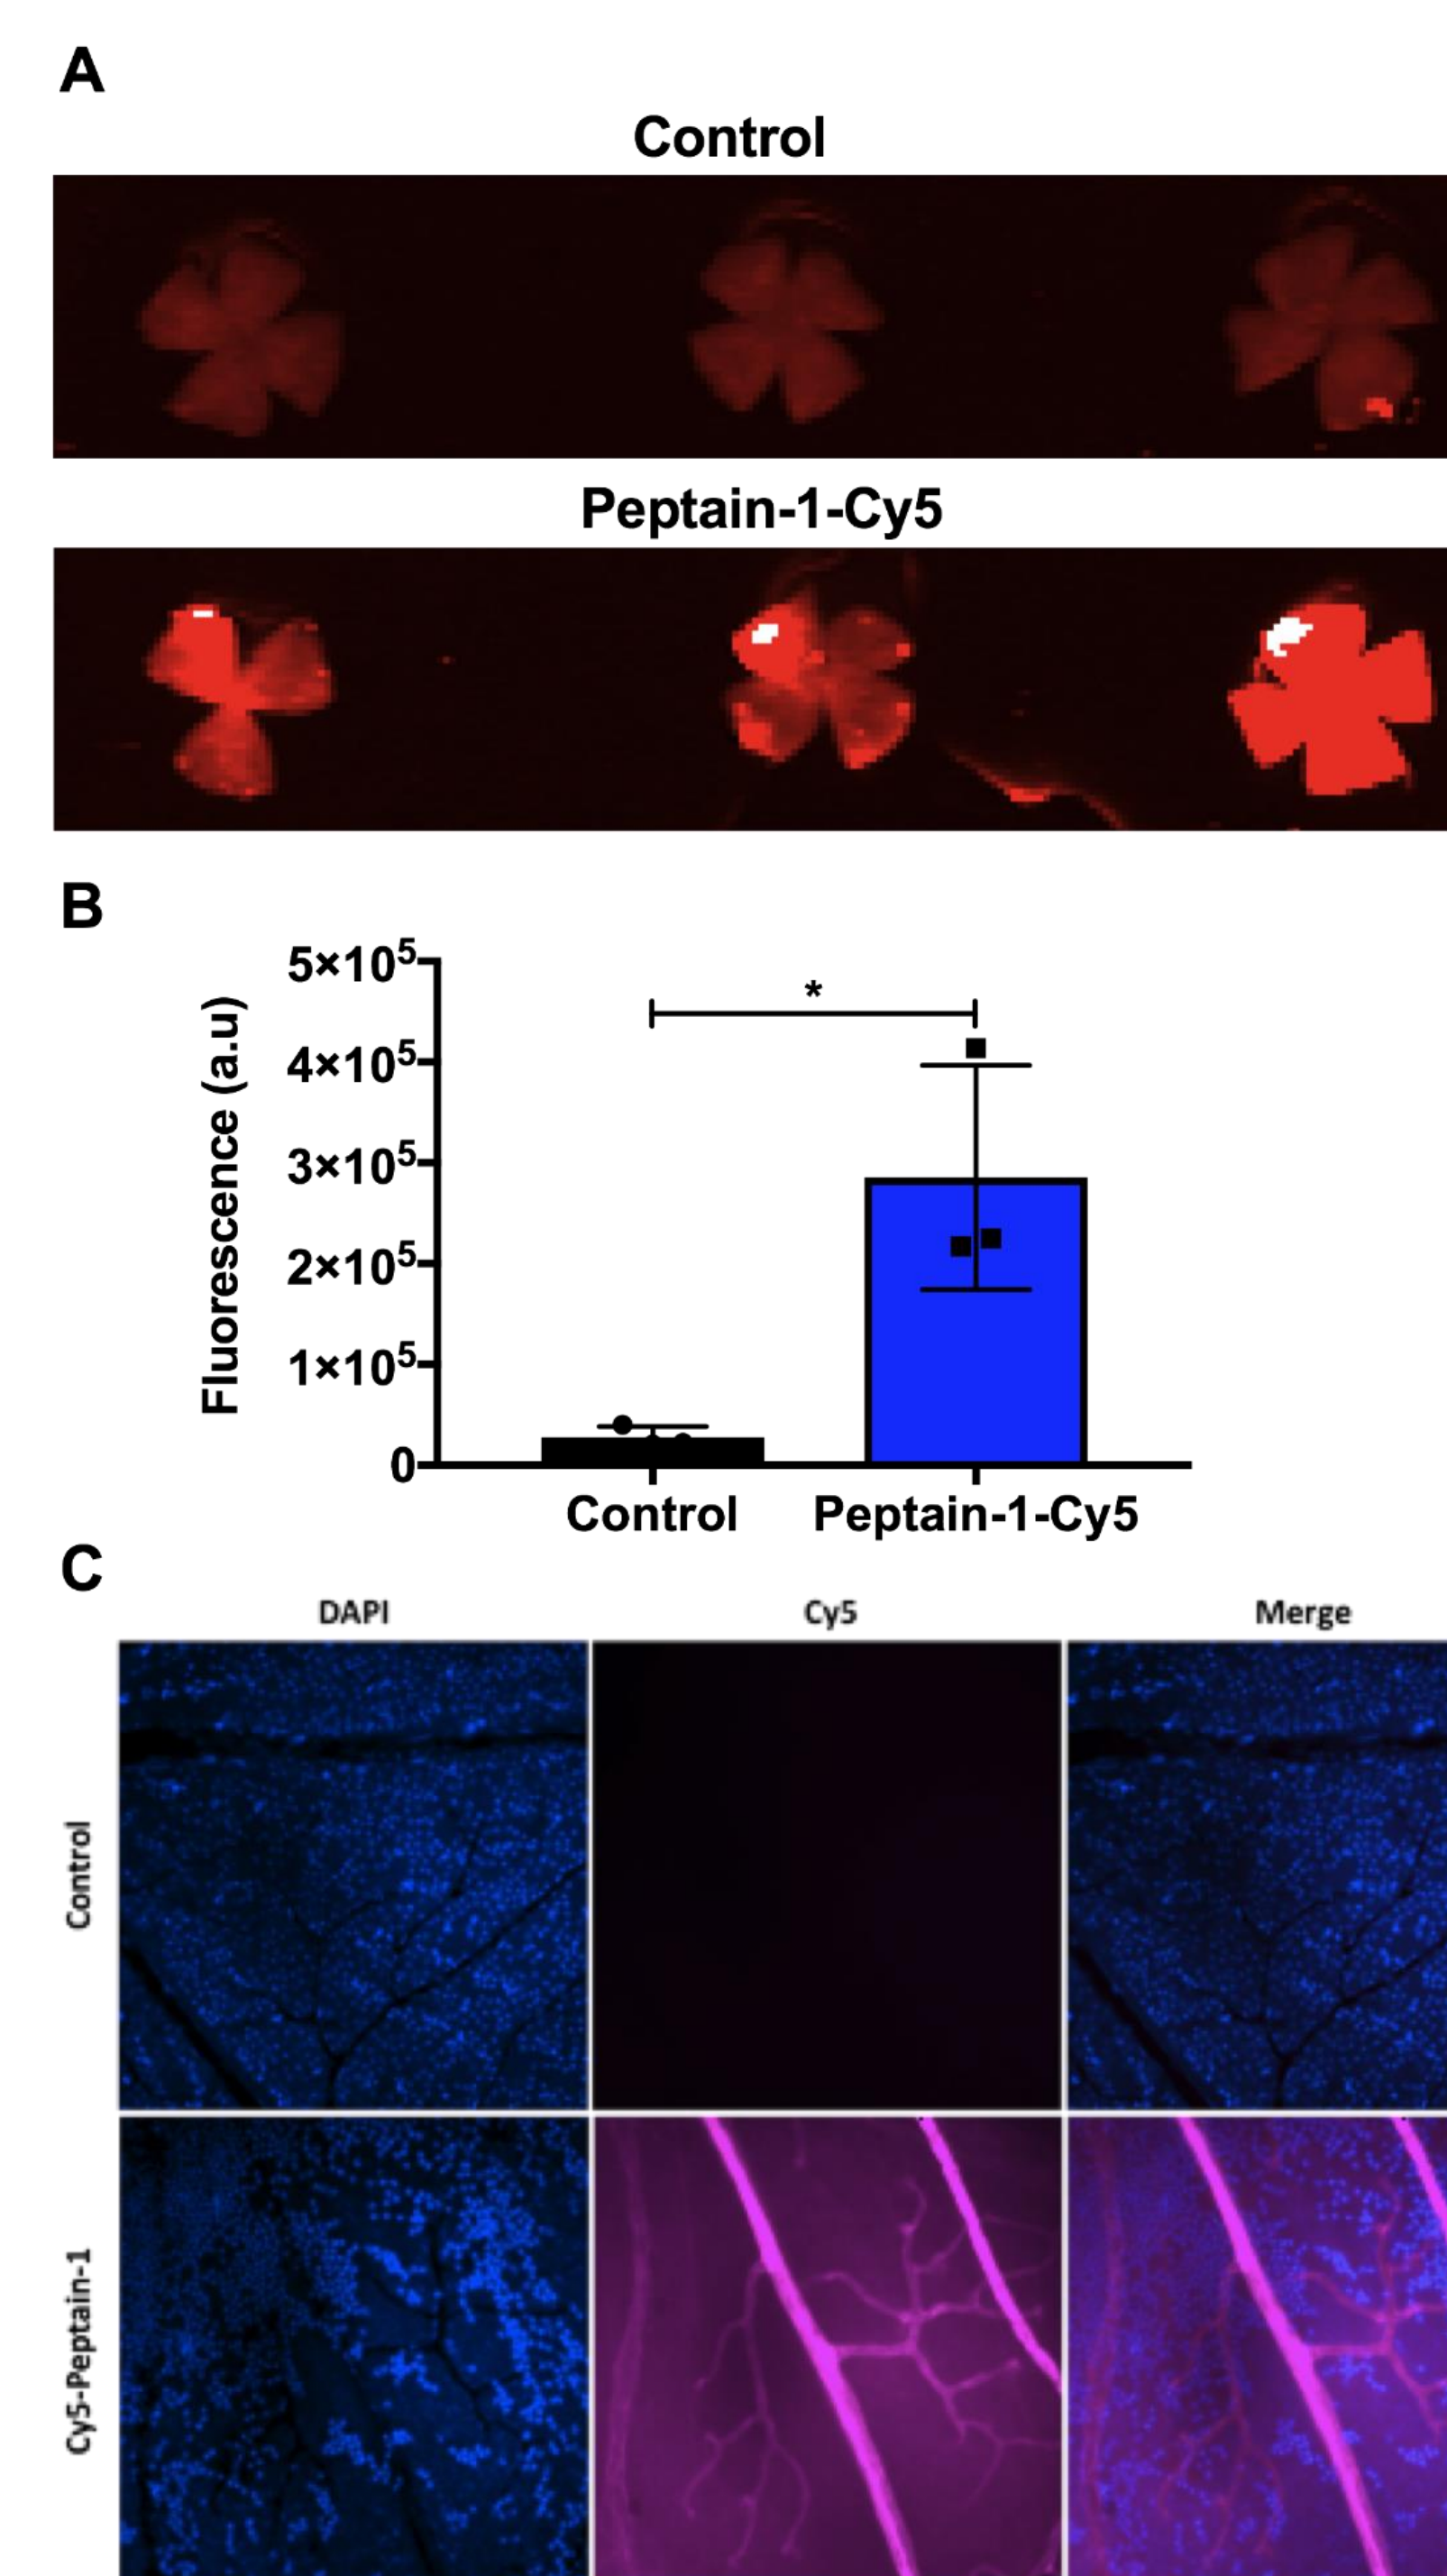 A
Control
Peptain-1-Cy5
B
5×10⁵
4×10⁵
3×10⁵
2×10⁵
1×10⁵
0
Fluorescence (a.u)
*
Control Peptain-1-Cy5
C
DAPI Cy5 Merge
Control
Cy5-Peptain-1